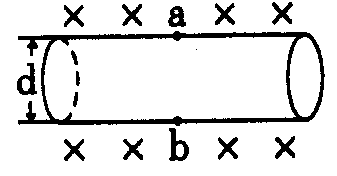 × × a × ×
d
× × b × ×